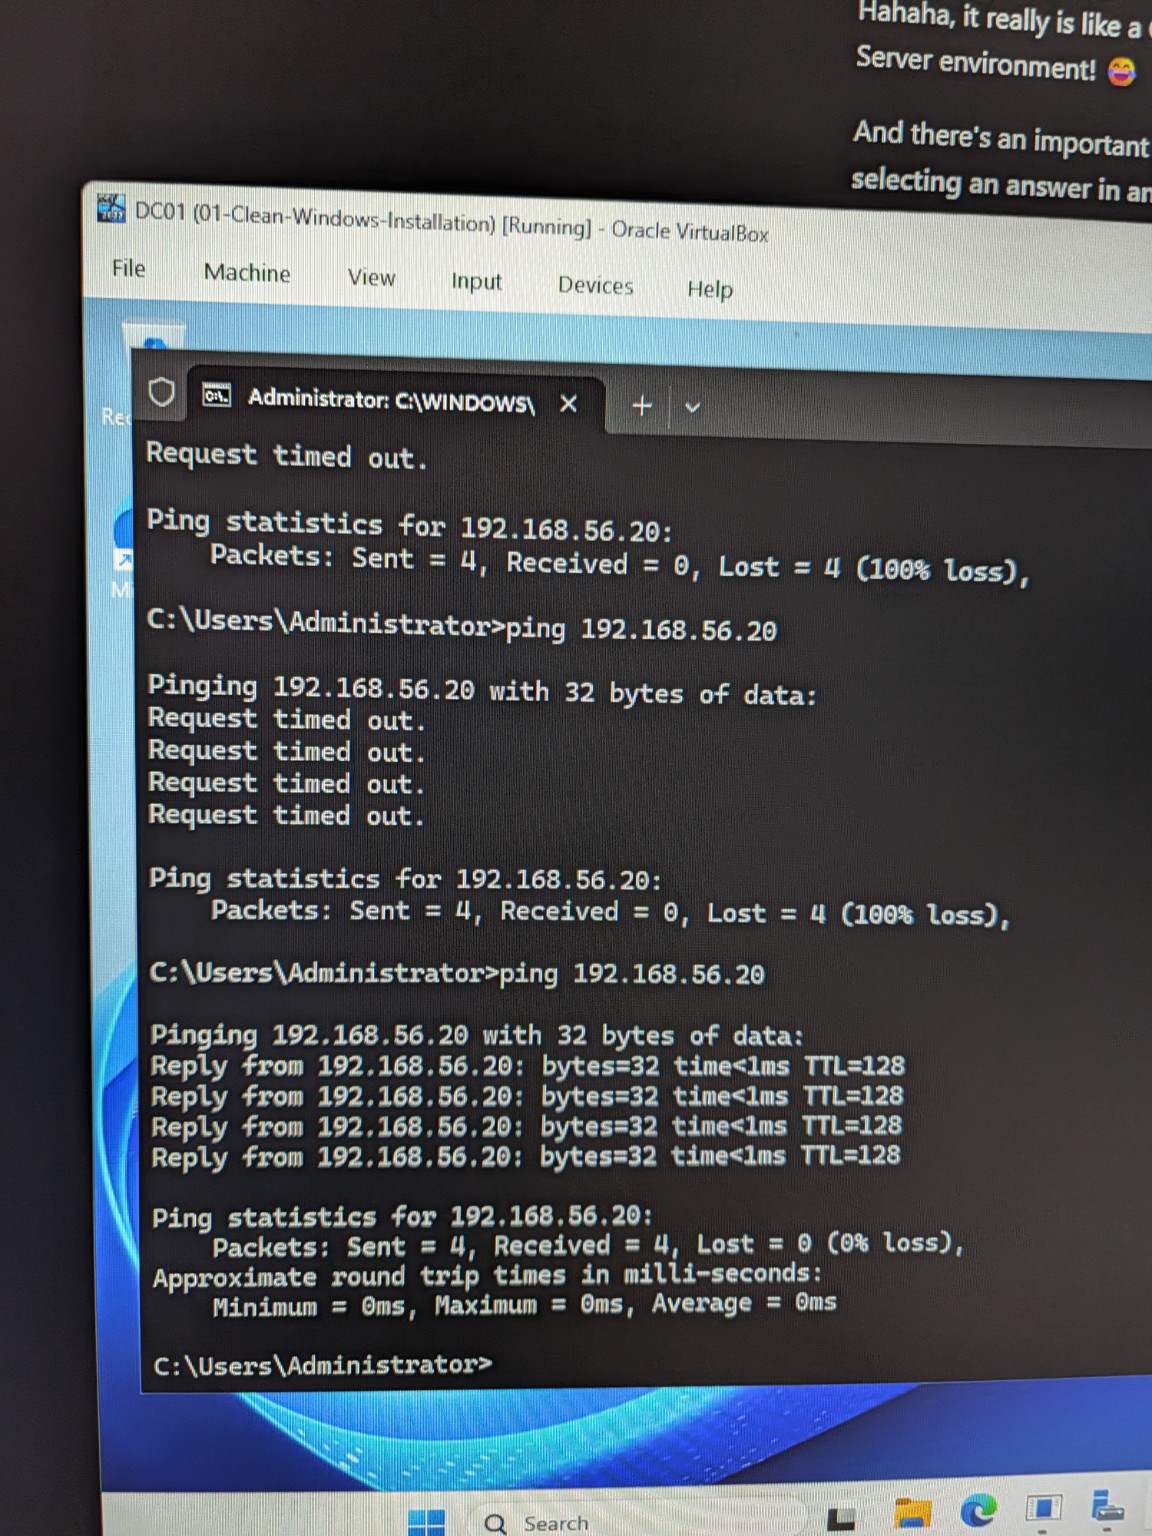 Hahaha, it really is like a
Server environment! 😂
And there's an important
selecting an answer in an
DC01 (01-Clean-Windows-Installation) [Running] - Oracle VirtualBox
File Machine View Input Devices Help
Administrator: C:\WINDOWS\
Request timed out.
Ping statistics for 192.168.56.20:
Packets: Sent = 4, Received = 0, Lost = 4 (100% loss),
C:\Users\Administrator>ping 192.168.56.20
Pinging 192.168.56.20 with 32 bytes of data:
Request timed out.
Request timed out.
Request timed out.
Request timed out.
Ping statistics for 192.168.56.20:
Packets: Sent = 4, Received = 0, Lost = 4 (100% loss),
C:\Users\Administrator>ping 192.168.56.20
Pinging 192.168.56.20 with 32 bytes of data:
Reply from 192.168.56.20: bytes=32 time<1ms TTL=128
Reply from 192.168.56.20: bytes=32 time<1ms TTL=128
Reply from 192.168.56.20: bytes=32 time<1ms TTL=128
Reply from 192.168.56.20: bytes=32 time<1ms TTL=128
Ping statistics for 192.168.56.20:
Packets: Sent = 4, Received = 4, Lost = 0 (0% loss),
Approximate round trip times in milli-seconds:
Minimum = 0ms, Maximum = 0ms, Average = 0ms
C:\Users\Administrator>
Search